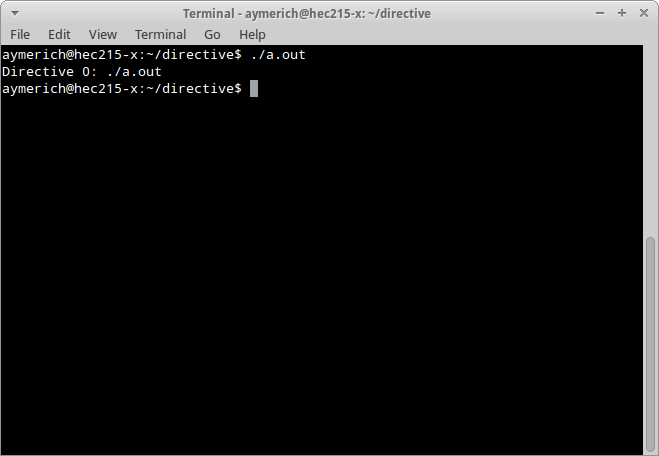 Terminal - aymerich@hec215-x: ~/directive
File Edit View Terminal Go Help
aymerich@hec215-x:~/directive$ ./a.out
Directive 0: ./a.out
aymerich@hec215-x:~/directive$